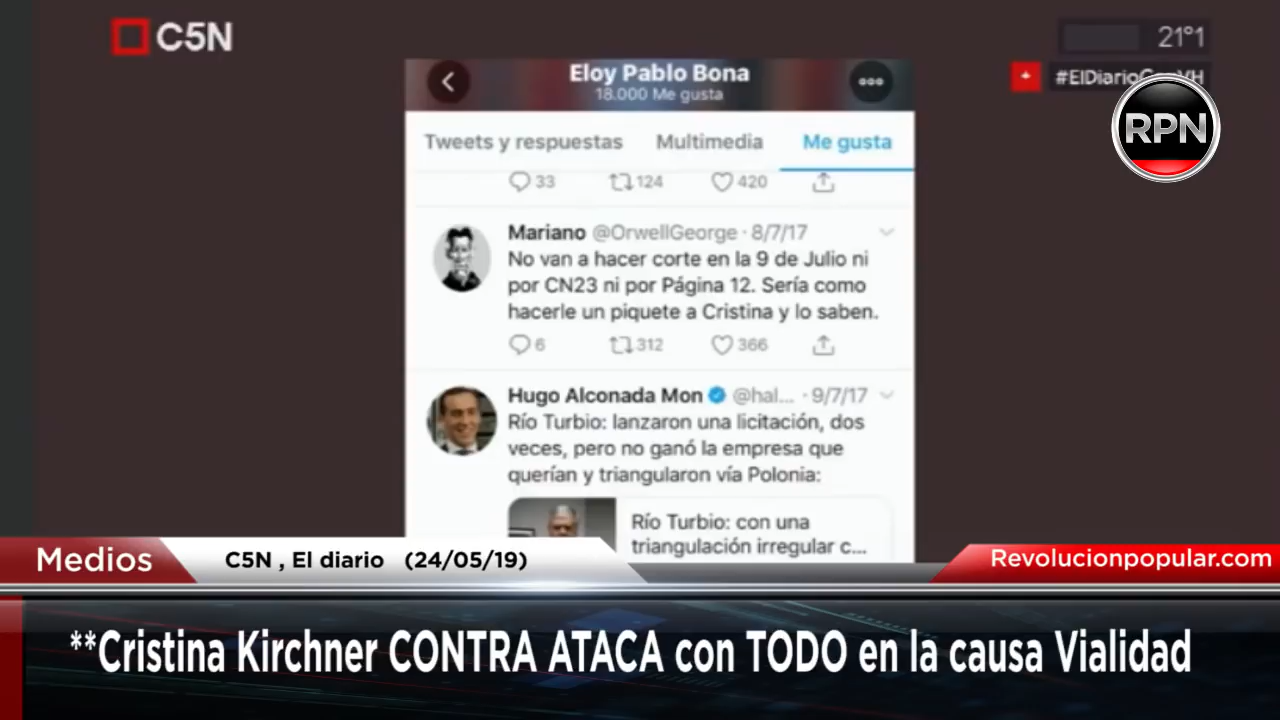 C5N
21°1
#ElDiario
RPN
Eloy Pablo Bona
18.000 Me gusta
Tweets y respuestas Multimedia Me gusta
33 124 420
Mariano @OrwellGeorge · 8/7/17
No van a hacer corte en la 9 de Julio ni
por CN23 ni por Página 12. Sería como
hacerle un piquete a Cristina y lo saben.
6 312 366
Hugo Alconada Mon @hal... · 9/7/17
Río Turbio: lanzaron una licitación, dos
veces, pero no ganó la empresa que
querían y triangularon vía Polonia:
Río Turbio: con una
triangulación irregular c...
Medios C5N , El diario (24/05/19) Revolucionpopular.com
**Cristina Kirchner CONTRA ATACA con TODO en la causa Vialidad